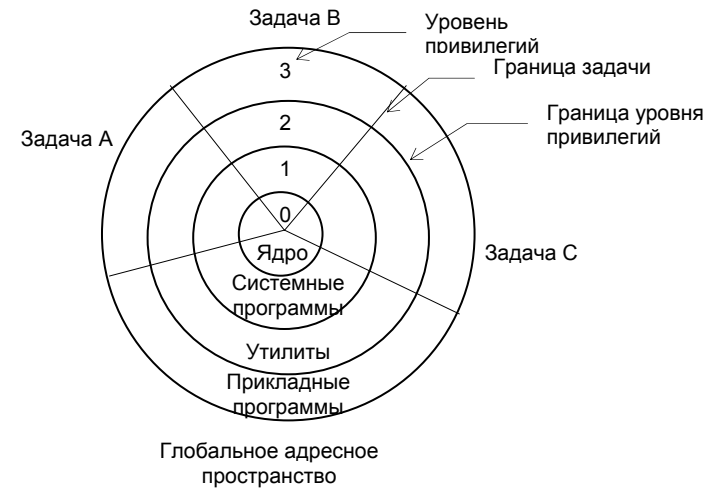 Задача B
Уровень
привилегий
Граница задачи
3
Граница уровня
привилегий
2
Задача A
1
0
Ядро
Задача C
Системные
программы
Утилиты
Прикладные
программы
Глобальное адресное
пространство